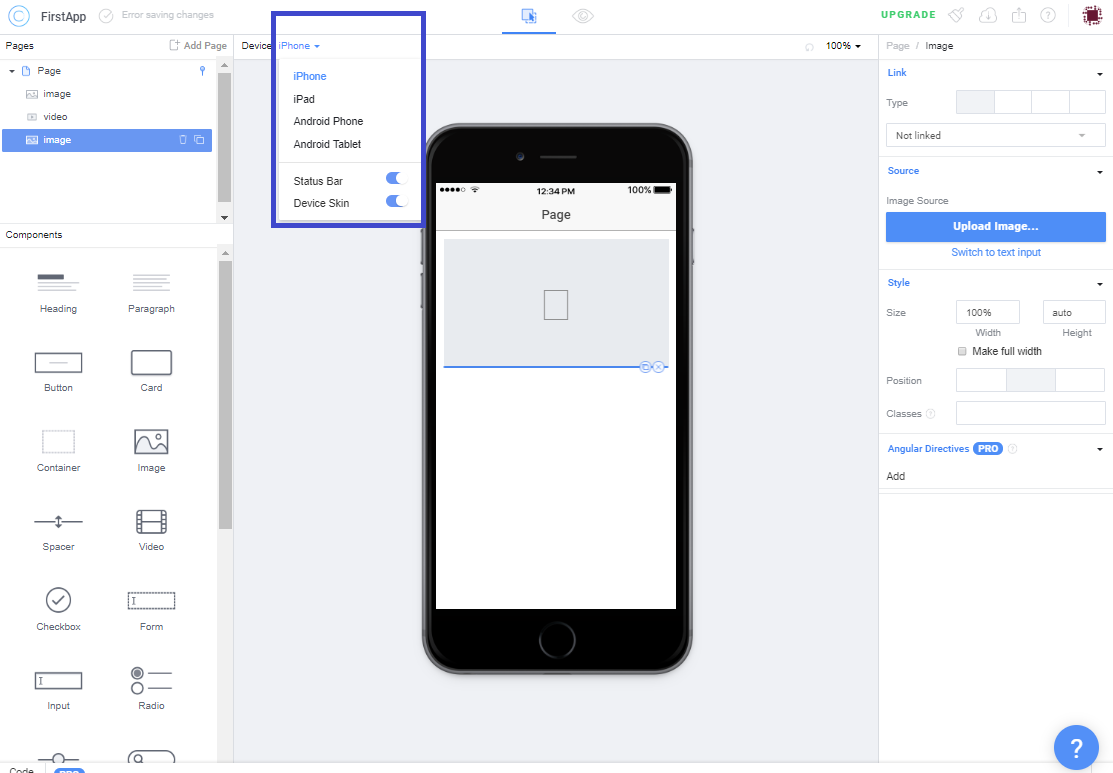 FirstApp
Error saving changes
UPGRADE
Pages
Add Page
Device
iPhone
100%
Page / Image
Page
image
video
image
iPhone
iPad
Android Phone
Android Tablet
Status Bar
Device Skin
Components
Heading
Paragraph
Button
Card
Container
Image
Spacer
Video
Checkbox
Form
Input
Radio
Code
PRO
12:34 PM
100%
Page
Link
Type
Not linked
Source
Image Source
Upload Image...
Switch to text input
Style
Size
100%
auto
Width
Height
Make full width
Position
Classes ?
Angular Directives PRO ?
Add
?